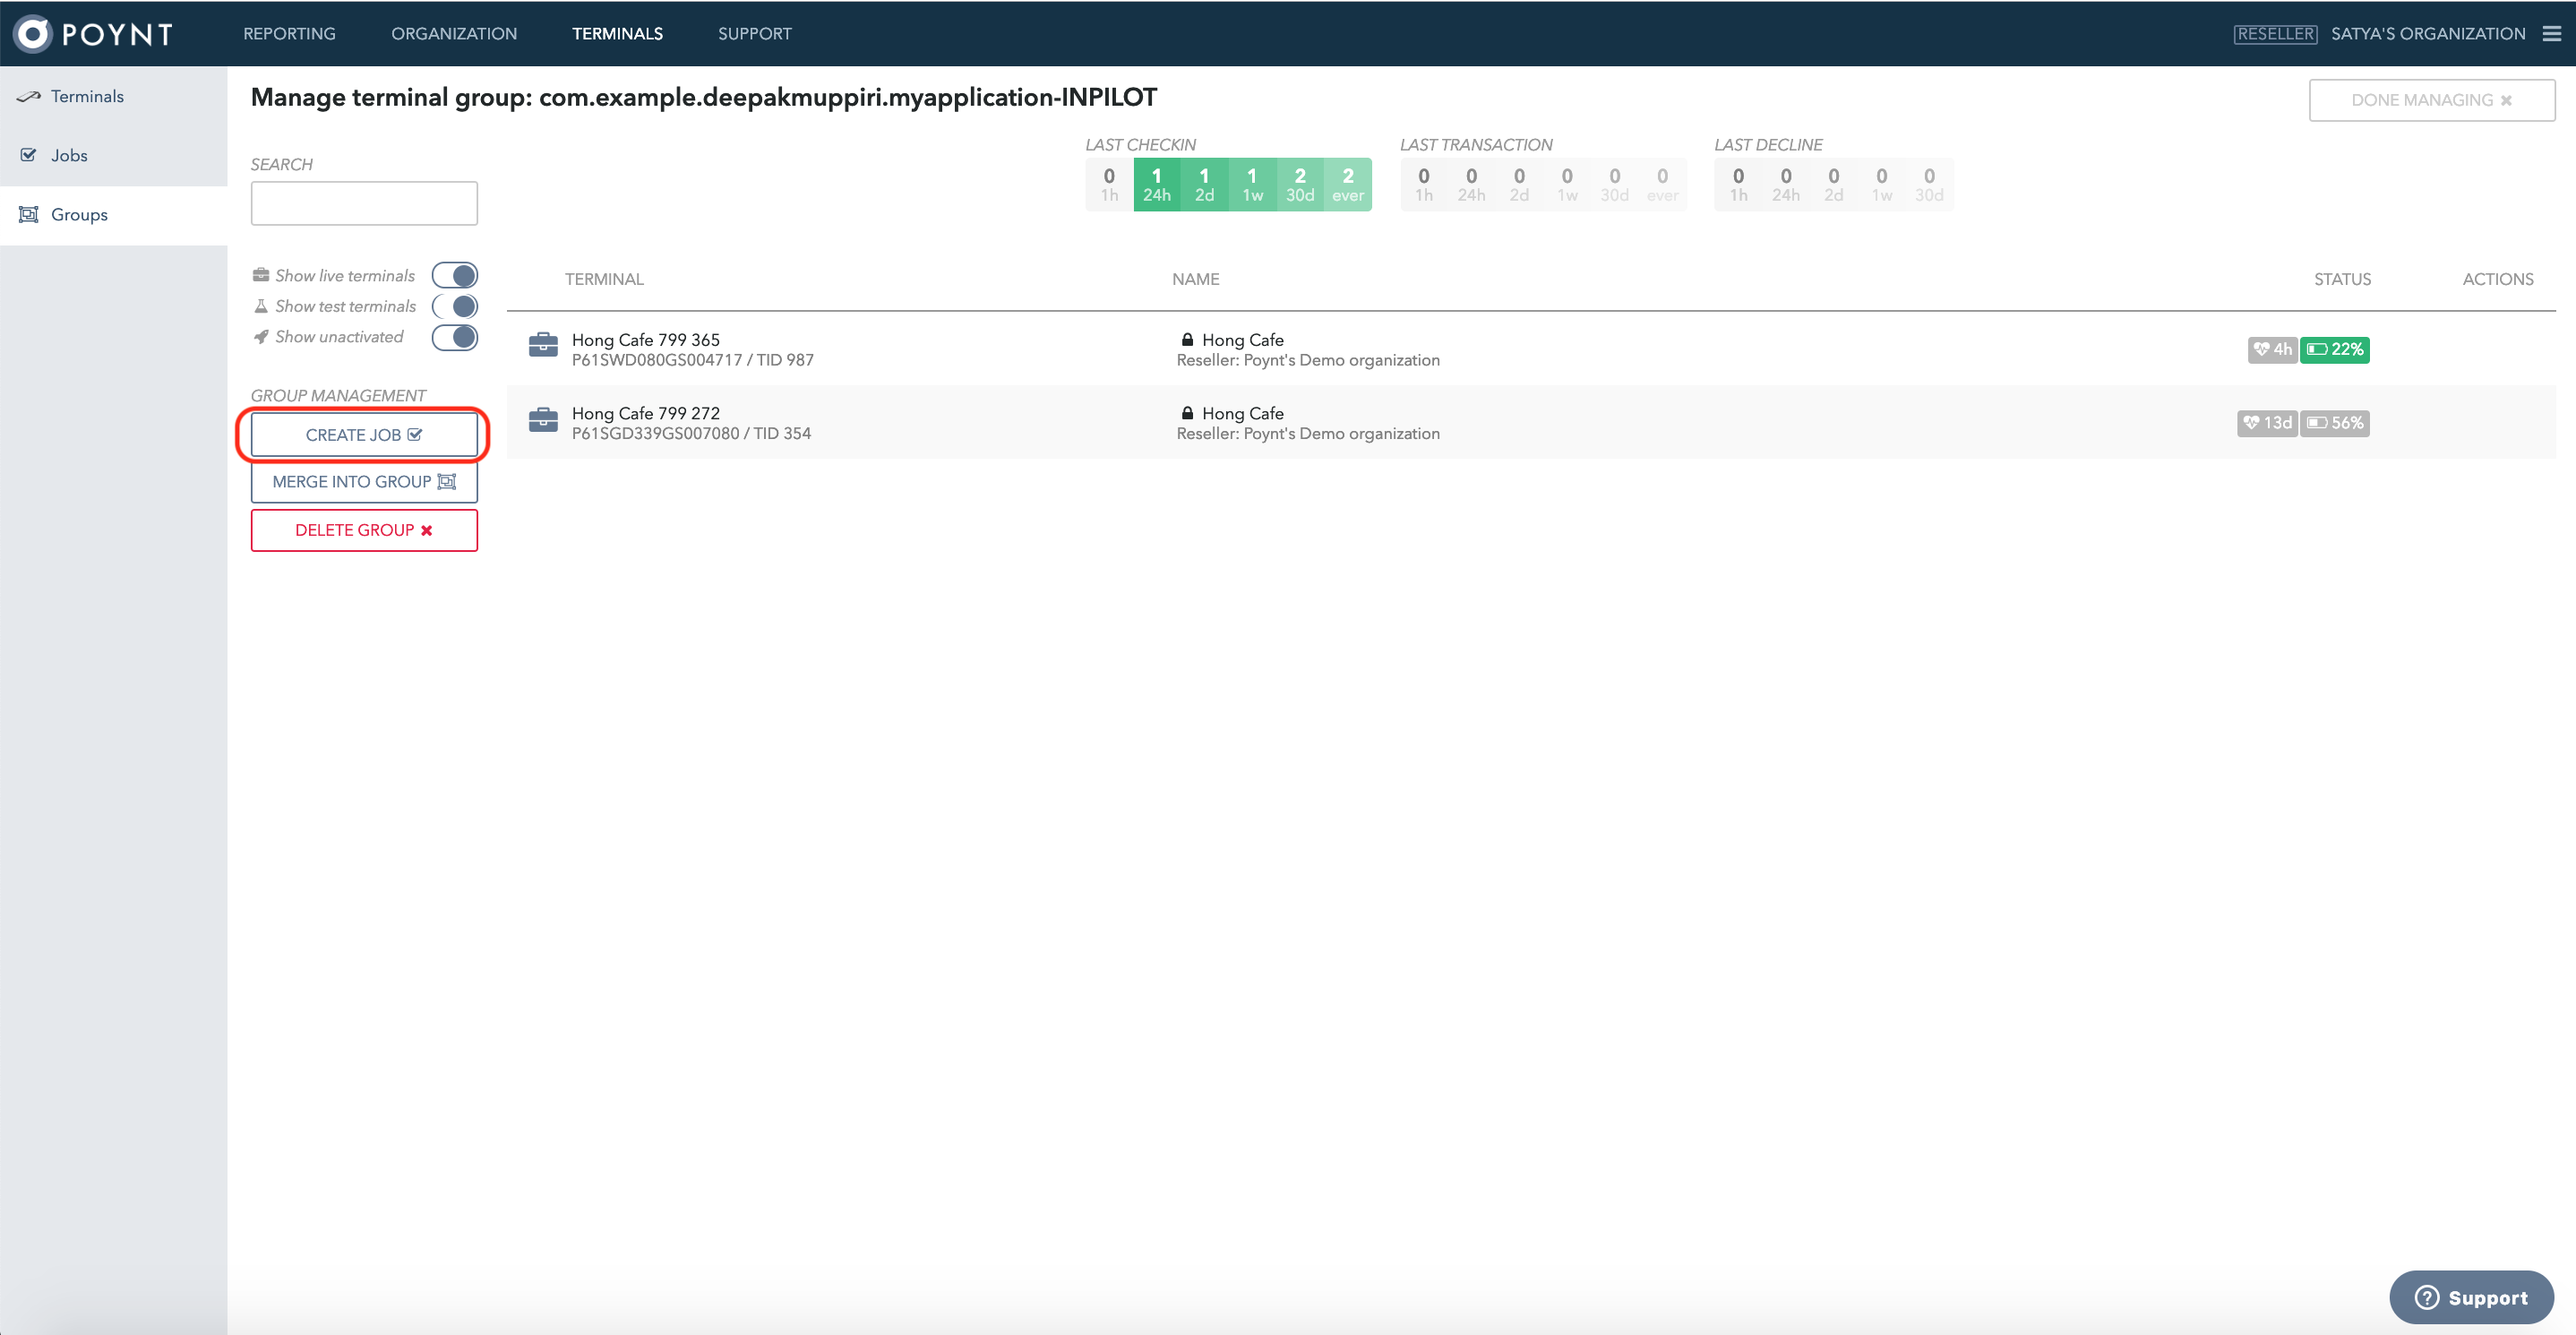 POYNT
REPORTING ORGANIZATION TERMINALS SUPPORT
RESELLER SATYA'S ORGANIZATION
Terminals
Jobs
Groups
Manage terminal group: com.example.deepakmuppiri.myapplication-INPILOT
DONE MANAGING
SEARCH
LAST CHECKIN
0 1 1 1 2 2
1h 24h 2d 1w 30d ever
LAST TRANSACTION
0 0 0 0 0 0
1h 24h 2d 1w 30d ever
LAST DECLINE
0 0 0 0 0
1h 24h 2d 1w 30d
Show live terminals
Show test terminals
Show unactivated
GROUP MANAGEMENT
CREATE JOB
MERGE INTO GROUP
DELETE GROUP
TERMINAL NAME STATUS ACTIONS
Hong Cafe 799 365
P61SWD080GS004717 / TID 987
Hong Cafe
Reseller: Poynt's Demo organization
4h 22%
Hong Cafe 799 272
P61SGD339GS007080 / TID 354
Hong Cafe
Reseller: Poynt's Demo organization
13d 56%
? Support